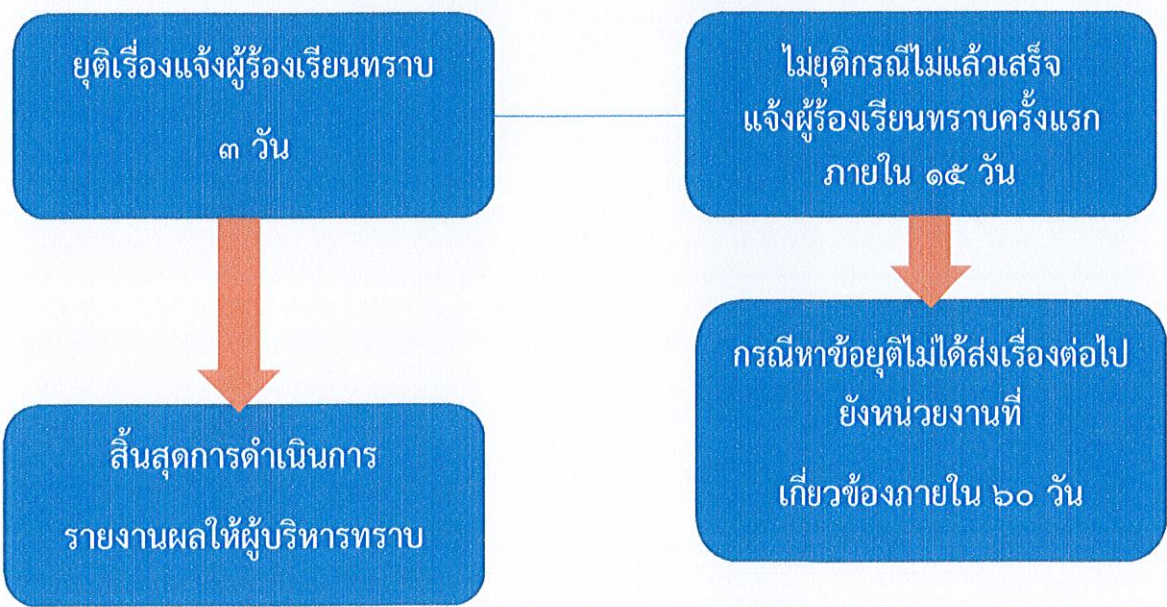 ยุติเรื่องแจ้งผู้ร้องเรียนทราบ
๓ วัน
ไม่ยุติกรณีไม่แล้วเสร็จ
แจ้งผู้ร้องเรียนทราบครั้งแรก
ภายใน ๑๕ วัน
สิ้นสุดการดำเนินการ
รายงานผลให้ผู้บริหารทราบ
กรณีหาข้อยุติไม่ได้ส่งเรื่องต่อไป
ยังหน่วยงานที่
เกี่ยวข้องภายใน ๖๐ วัน